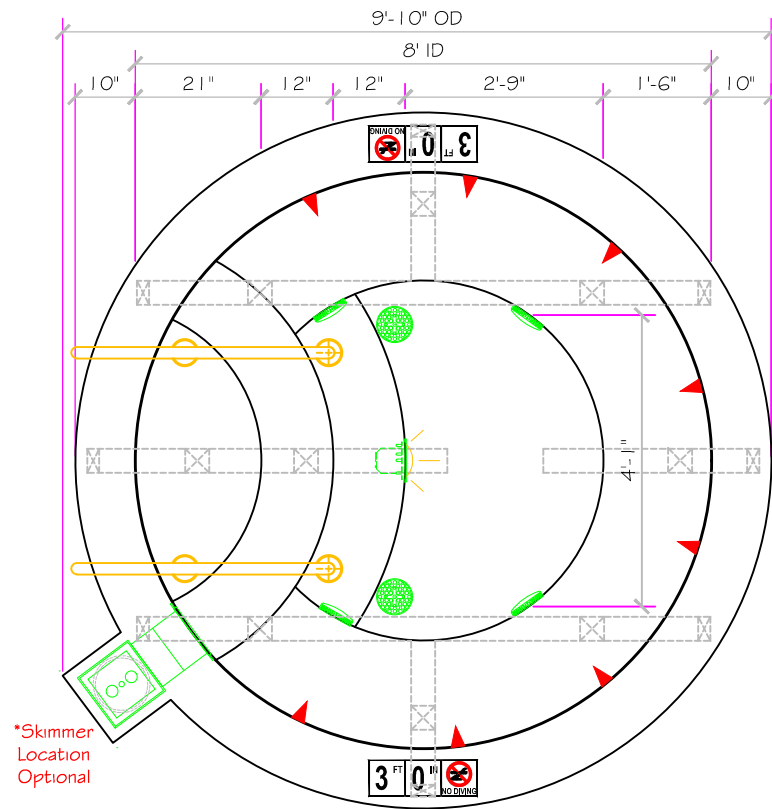 9'-10" OD
8' ID
10" 21" 12" 12" 2'-9" 1'-6" 10"
NO DIVING 0 IN 3 FT
4'-1"
*Skimmer
Location
Optional
3 FT 0 IN NO DIVING